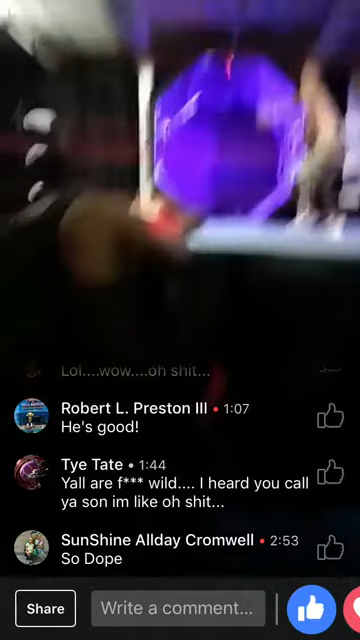 Lol....wow....oh shit...
Robert L. Preston III • 1:07
He's good!
Tye Tate • 1:44
Yall are f*** wild.... I heard you call
ya son im like oh shit...
SunShine Allday Cromwell • 2:53
So Dope
Share
Write a comment...